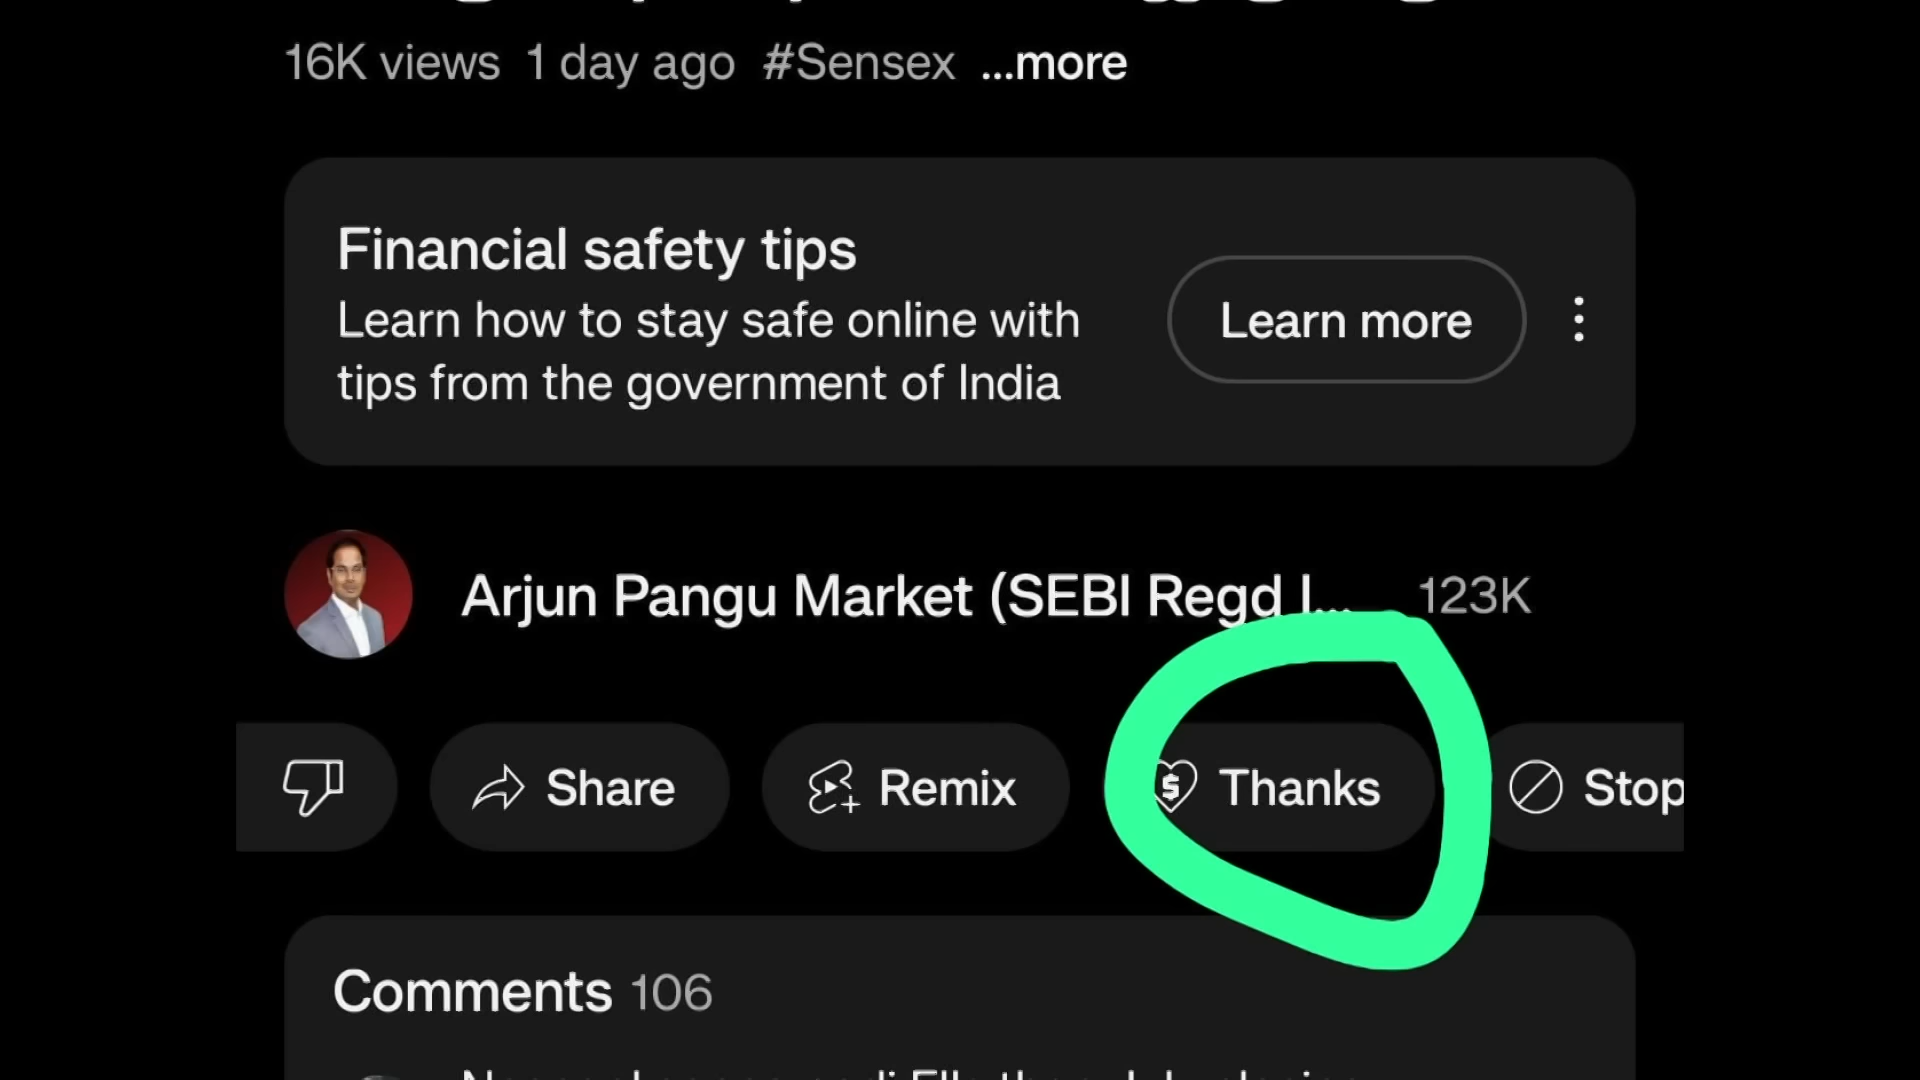 16K views 1 day ago #Sensex ...more
Financial safety tips
Learn how to stay safe online with
tips from the government of India
Learn more
Arjun Pangu Market (SEBI Regd I... 123K
Share
Remix
Thanks
Stop
Comments 106